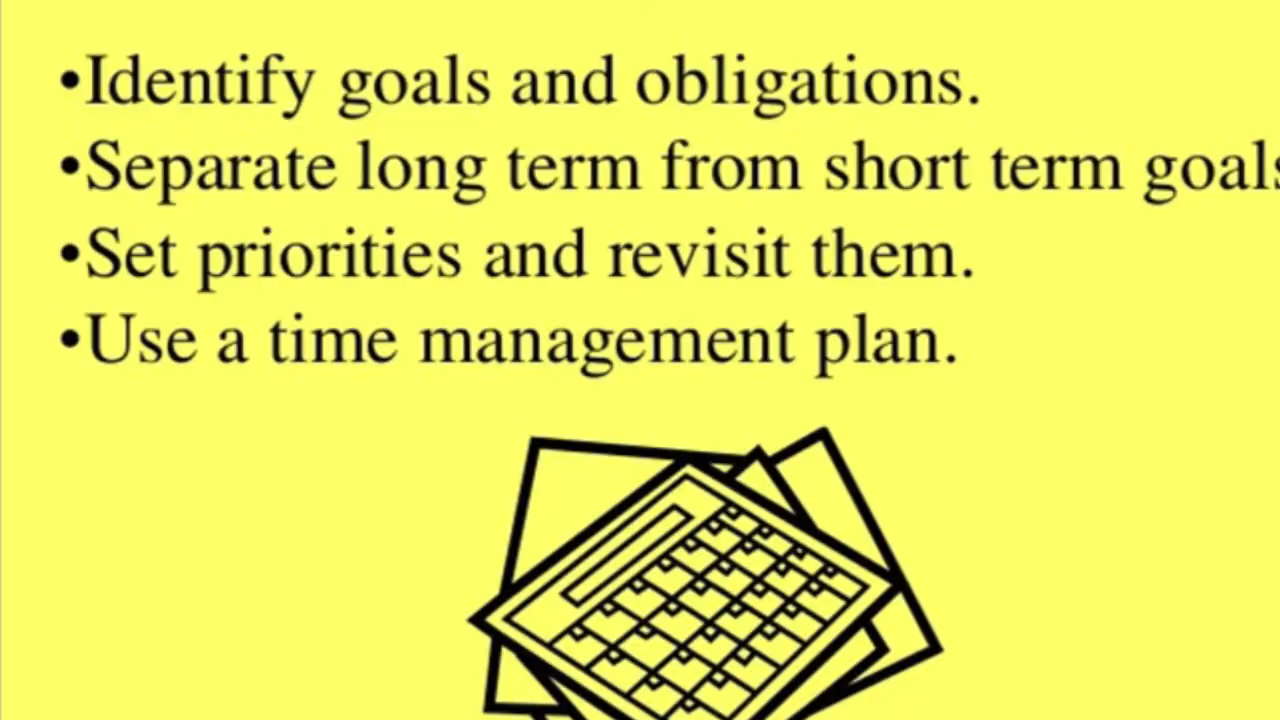 •Identify goals and obligations.
•Separate long term from short term goals
•Set priorities and revisit them.
•Use a time management plan.